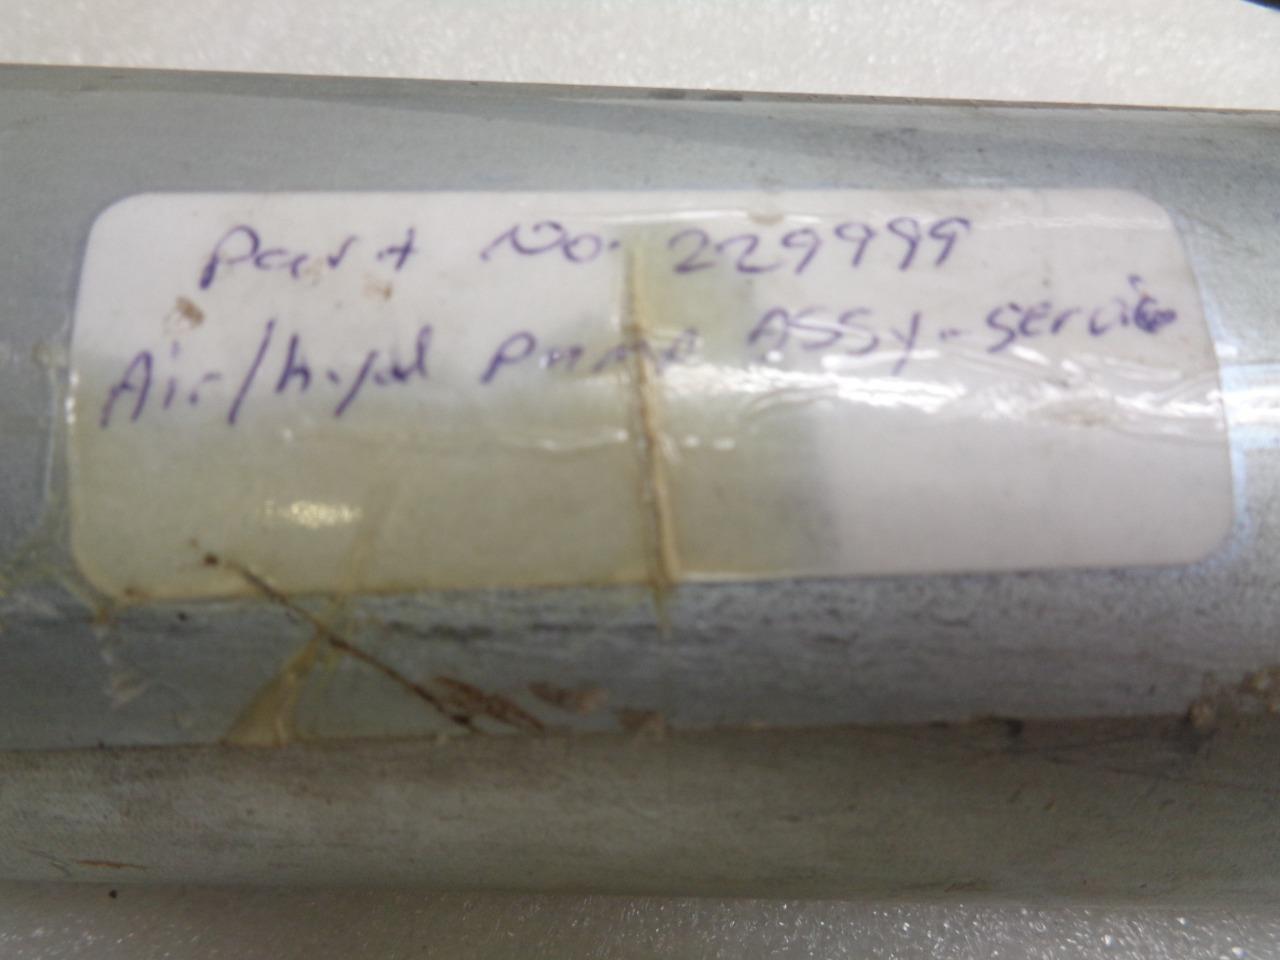 Part No. 229999
Air/hyd Pump ASSY-Service